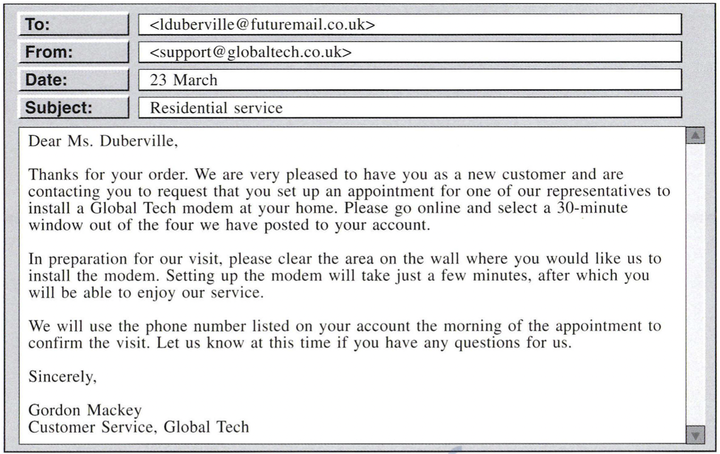 To: <lduberville@futuremail.co.uk>
From: <support@globaltech.co.uk>
Date: 23 March
Subject: Residential service
Dear Ms. Duberville,
Thanks for your order. We are very pleased to have you as a new customer and are
contacting you to request that you set up an appointment for one of our representatives to
install a Global Tech modem at your home. Please go online and select a 30-minute
window out of the four we have posted to your account.
In preparation for our visit, please clear the area on the wall where you would like us to
install the modem. Setting up the modem will take just a few minutes, after which you
will be able to enjoy our service.
We will use the phone number listed on your account the morning of the appointment to
confirm the visit. Let us know at this time if you have any questions for us.
Sincerely,
Gordon Mackey
Customer Service, Global Tech